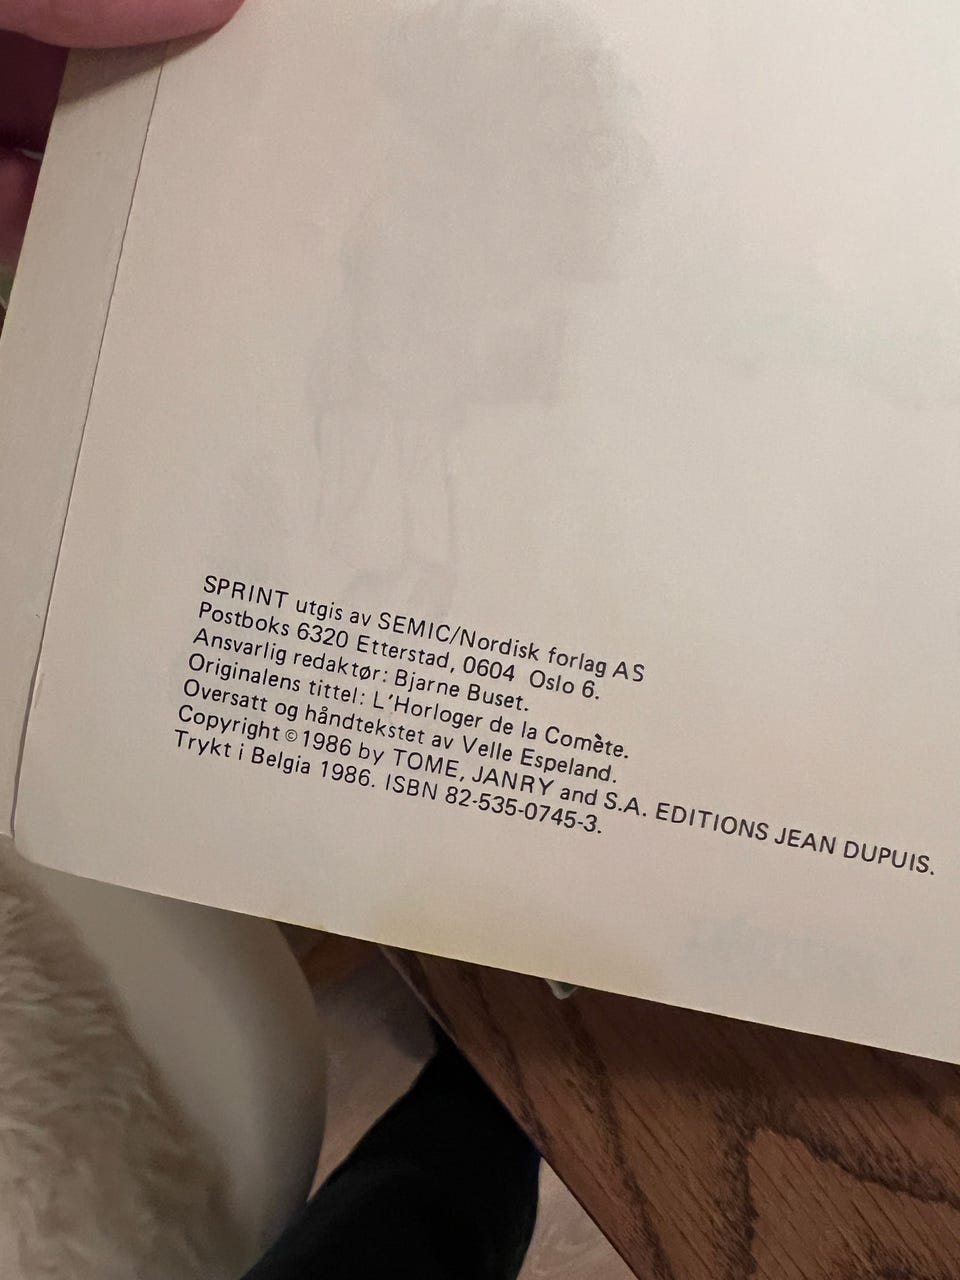 SPRINT utgis av SEMIC/Nordisk forlag AS
Postboks 6320 Etterstad, 0604 Oslo 6.
Ansvarlig redaktør: Bjarne Buset.
Originalens tittel: L'Horloger de la Comète.
Oversatt og håndtekstet av Velle Espeland.
Copyright © 1986 by TOME, JANRY and S.A. EDITIONS JEAN DUPUIS.
Trykt i Belgia 1986. ISBN 82-535-0745-3.